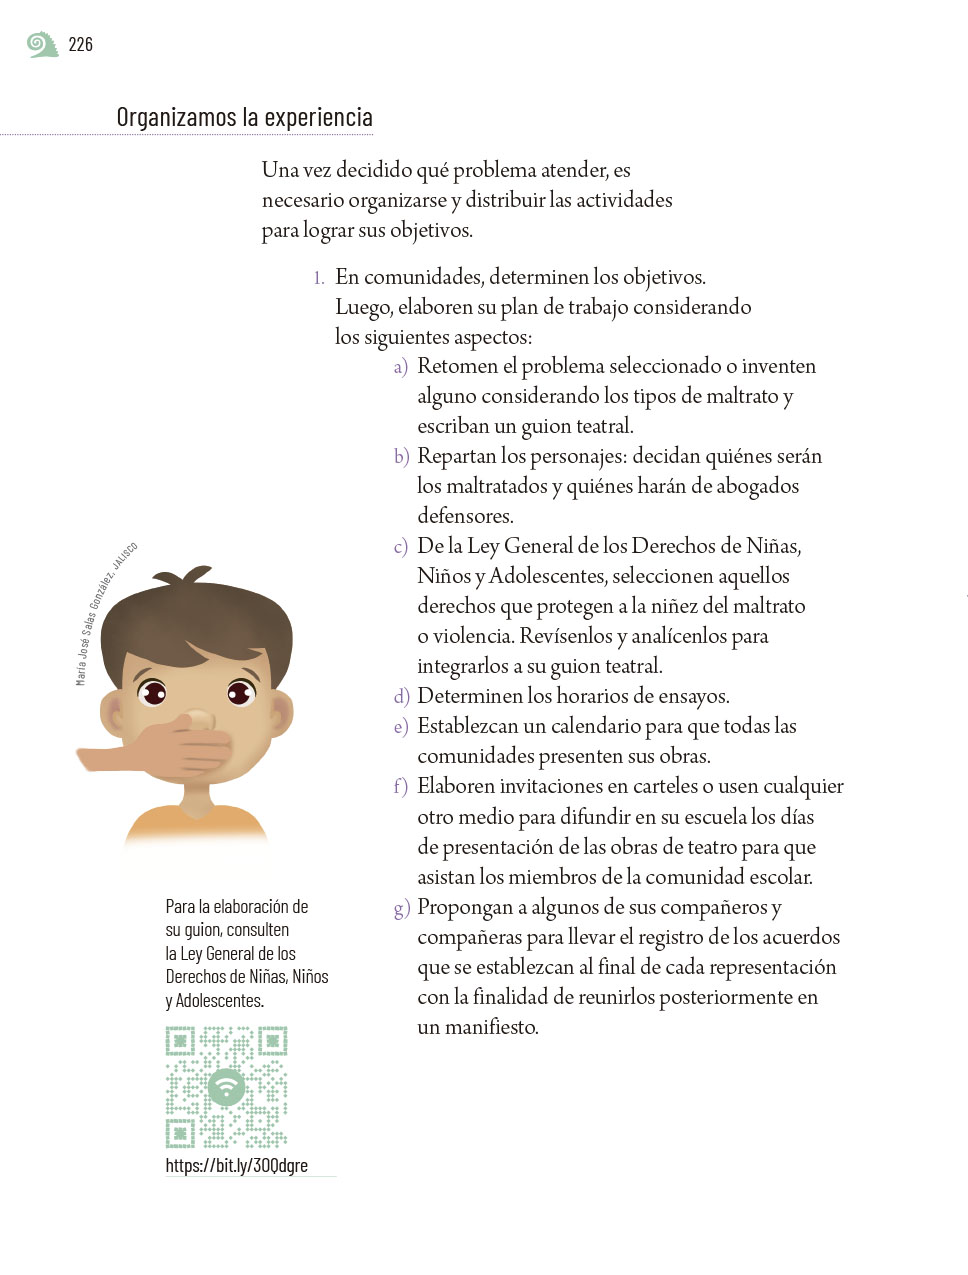 226
Organizamos la experiencia
Una vez decidido qué problema atender, es
necesario organizarse y distribuir las actividades
para lograr sus objetivos.
1. En comunidades, determinen los objetivos.
Luego, elaboren su plan de trabajo considerando
los siguientes aspectos:
a) Retomen el problema seleccionado o inventen
alguno considerando los tipos de maltrato y
escriban un guion teatral.
b) Repartan los personajes: decidan quiénes serán
los maltratados y quiénes harán de abogados
defensores.
c) De la Ley General de los Derechos de Niñas,
Niños y Adolescentes, seleccionen aquellos
derechos que protegen a la niñez del maltrato
o violencia. Revísenlos y analícenlos para
integrarlos a su guion teatral.
d) Determinen los horarios de ensayos.
e) Establezcan un calendario para que todas las
comunidades presenten sus obras.
f) Elaboren invitaciones en carteles o usen cualquier
otro medio para difundir en su escuela los días
de presentación de las obras de teatro para que
asistan los miembros de la comunidad escolar.
g) Propongan a algunos de sus compañeros y
compañeras para llevar el registro de los acuerdos
que se establezcan al final de cada representación
con la finalidad de reunirlos posteriormente en
un manifiesto.
María José Salas González, JALISCO
Para la elaboración de
su guion, consulten
la Ley General de los
Derechos de Niñas, Niños
y Adolescentes.
https://bit.ly/3OQdgre